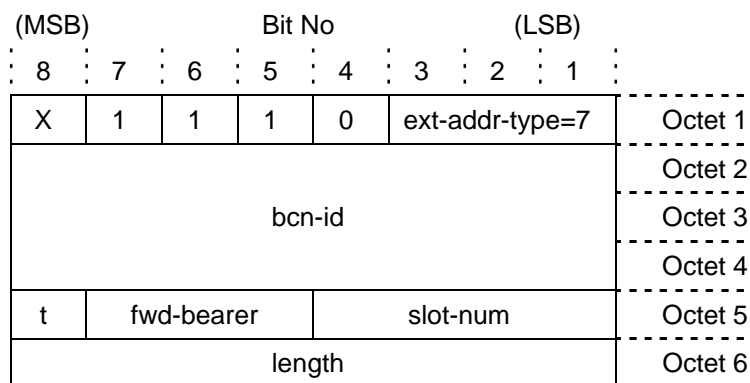 (MSB) Bit No (LSB)
8 7 6 5 4 3 2 1
X 1 1 1 0 ext-addr-type=7 Octet 1
Octet 2
bcn-id Octet 3
Octet 4
t fwd-bearer slot-num Octet 5
length Octet 6